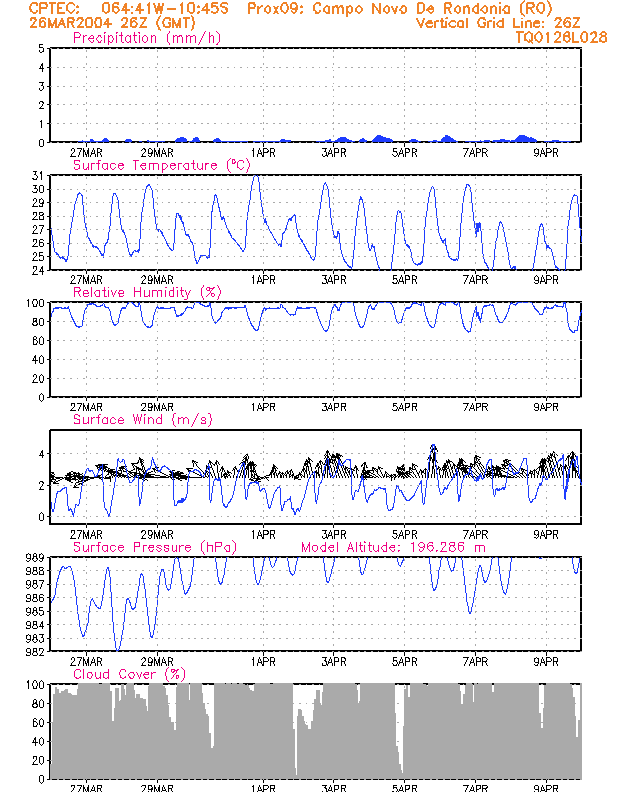 CPTEC: 064:41W-10:45S Prox09: Campo Novo De Rondonia (RO)
26MAR2004 26Z (GMT) Vertical Grid Line: 26Z
Precipitation (mm/h) TQ0126L028
5
4
3
2
1
0
27MAR 29MAR 1APR 3APR 5APR 7APR 9APR
Surface Temperature (°C)
31
30
29
28
27
26
25
24
27MAR 29MAR 1APR 3APR 5APR 7APR 9APR
Relative Humidity (%)
100
80
60
40
20
0
27MAR 29MAR 1APR 3APR 5APR 7APR 9APR
Surface Wind (m/s)
4
2
0
27MAR 29MAR 1APR 3APR 5APR 7APR 9APR
Surface Pressure (hPa) Model Altitude: 196.286 m
989
988
987
986
985
984
983
982
27MAR 29MAR 1APR 3APR 5APR 7APR 9APR
Cloud Cover (%)
100
80
60
40
20
0
27MAR 29MAR 1APR 3APR 5APR 7APR 9APR